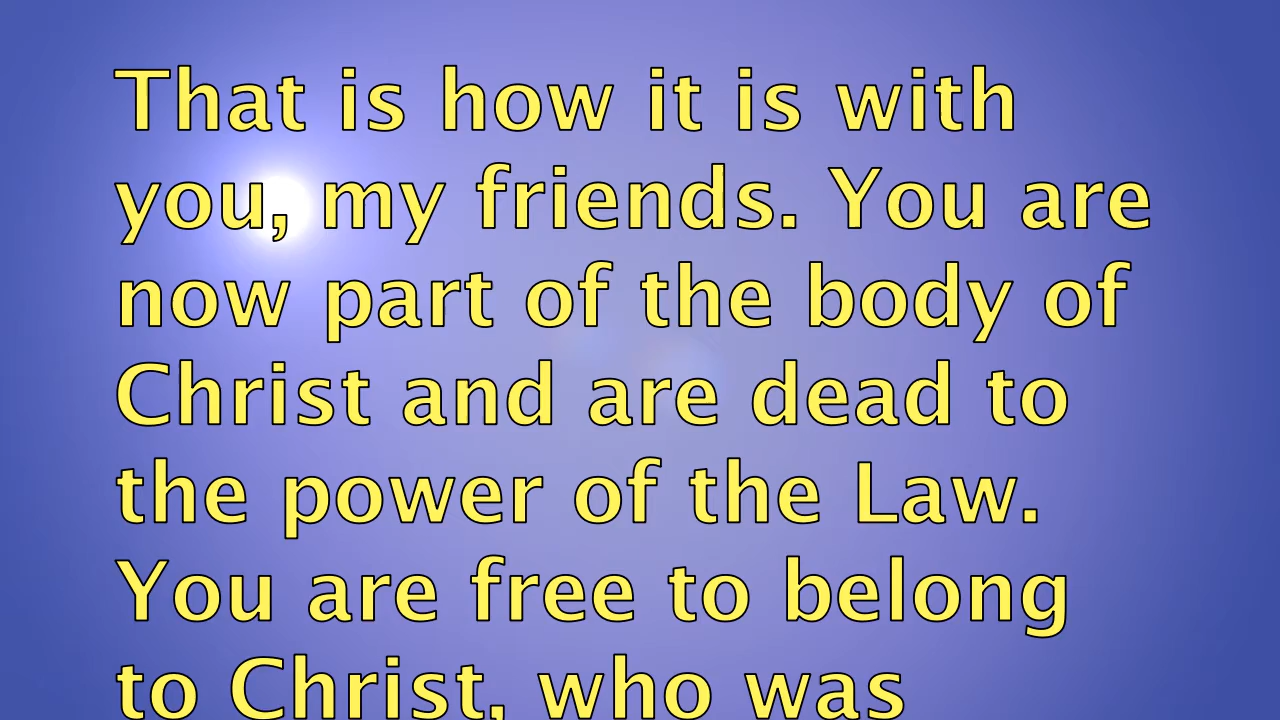 That is how it is with
you, my friends. You are
now part of the body of
Christ and are dead to
the power of the Law.
You are free to belong
to Christ, who was